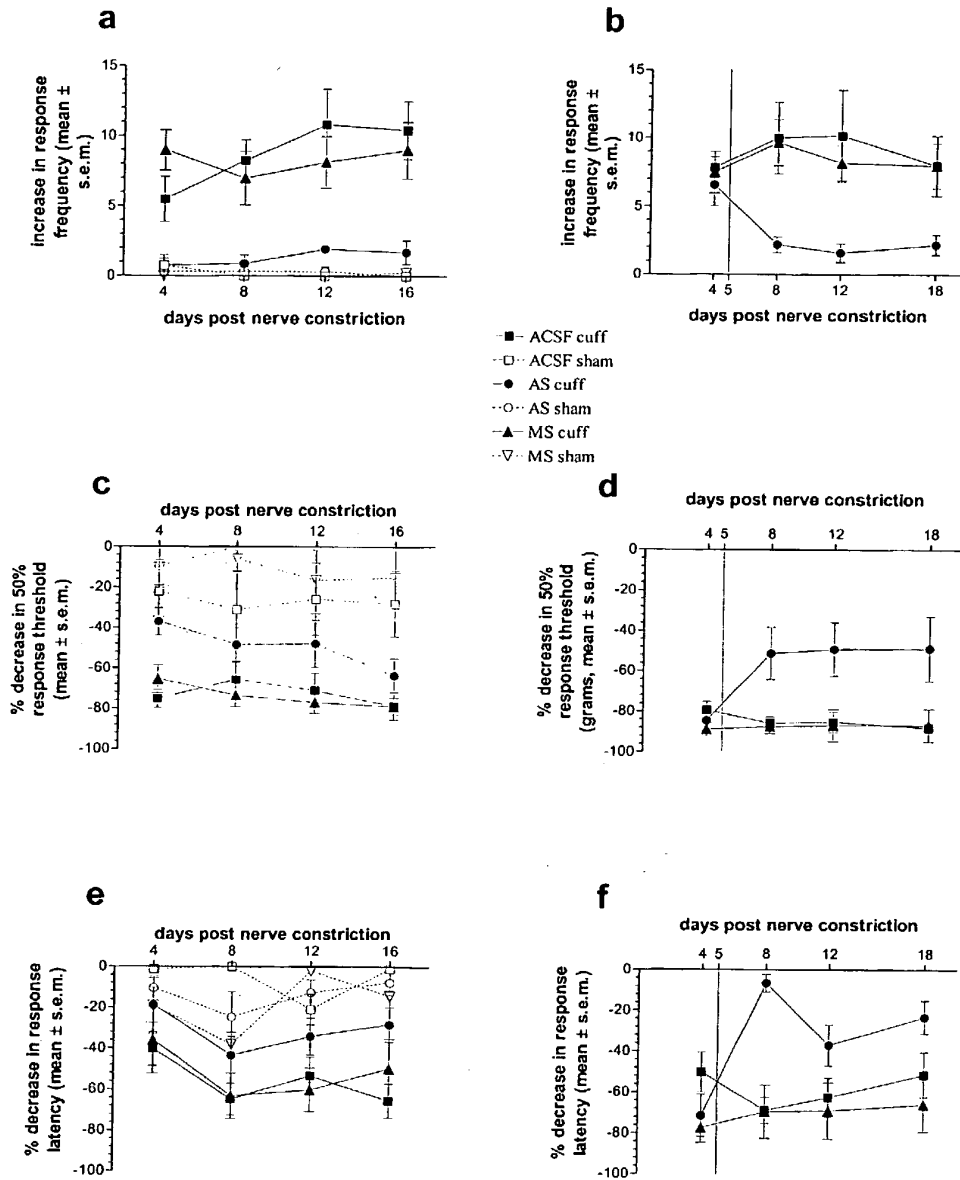 a
increase in response
frequency (mean ±
s.e.m.)
15
10
5
0
4
8
12
16
days post nerve constriction
b
increase in response
frequency (mean ±
s.e.m.)
15
10
5
0
4
5
8
12
18
days post nerve constriction
ACSF cuff
ACSF sham
AS cuff
AS sham
MS cuff
MS sham
c
days post nerve constriction
4
8
12
16
% decrease in 50%
response threshold
(mean ± s.e.m.)
0
-20
-40
-60
-80
-100
d
days post nerve constriction
4
5
8
12
18
% decrease in 50%
response threshold
(grams, mean ± s.e.m.)
0
-20
-40
-60
-80
-100
e
days post nerve constriction
4
8
12
16
% decrease in response
latency (mean ± s.e.m.)
0
-20
-40
-60
-80
-100
f
days post nerve constriction
4
5
8
12
18
% decrease in response
latency (mean ± s.e.m.)
0
-20
-40
-60
-80
-100